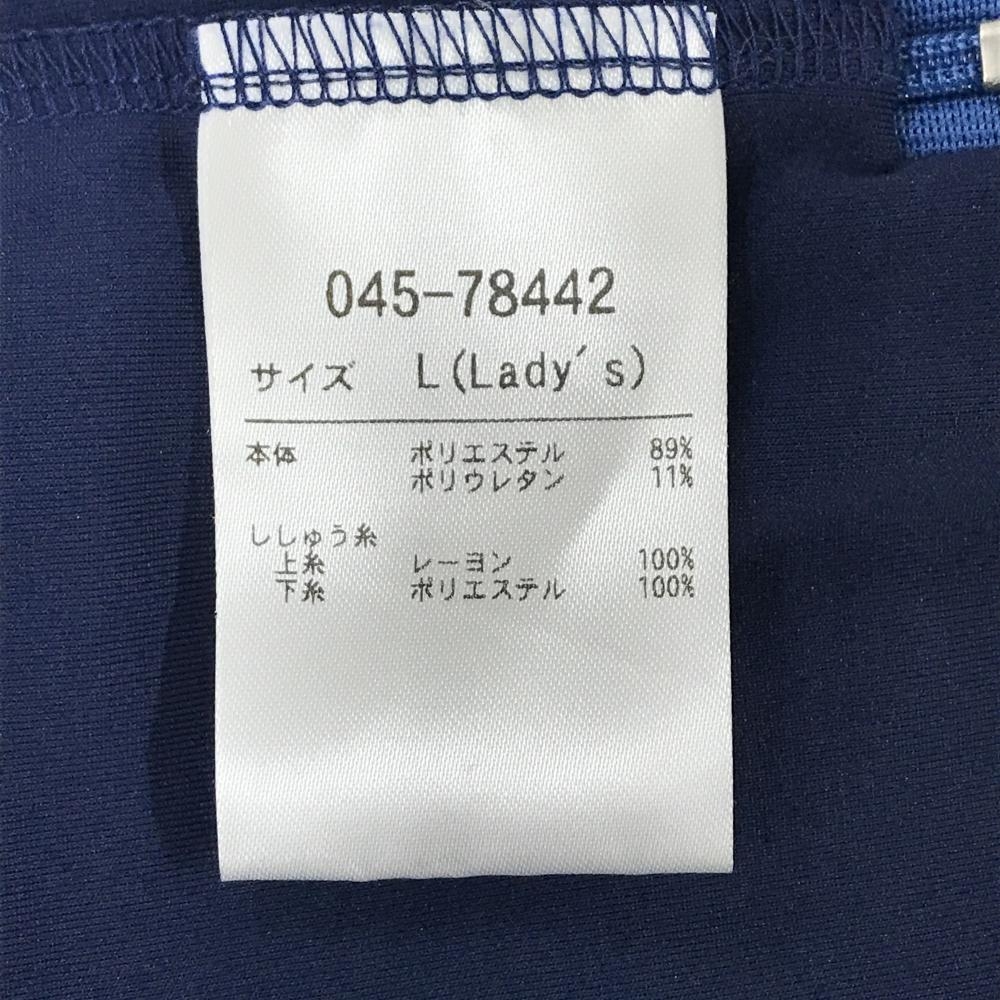 045-78442
サイズ L(Lady's)
本体 ポリエステル 89%
ポリウレタン 11%
ししゅう糸
上糸 レーヨン 100%
下糸 ポリエステル 100%